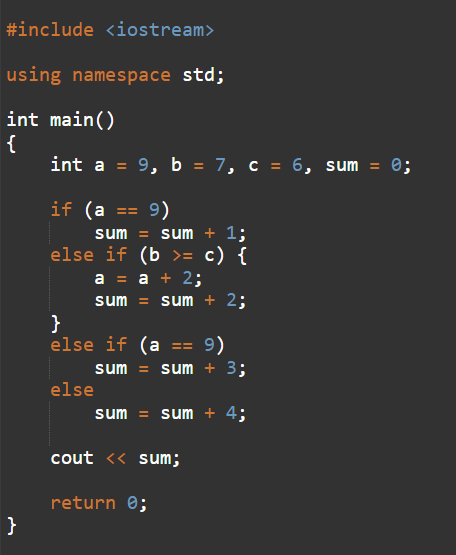 #include <iostream>
using namespace std;
int main()
{
    int a = 9, b = 7, c = 6, sum = 0;
    if (a == 9)
        sum = sum + 1;
    else if (b >= c) {
        a = a + 2;
        sum = sum + 2;
    }
    else if (a == 9)
        sum = sum + 3;
    else
        sum = sum + 4;
    cout << sum;
    return 0;
}